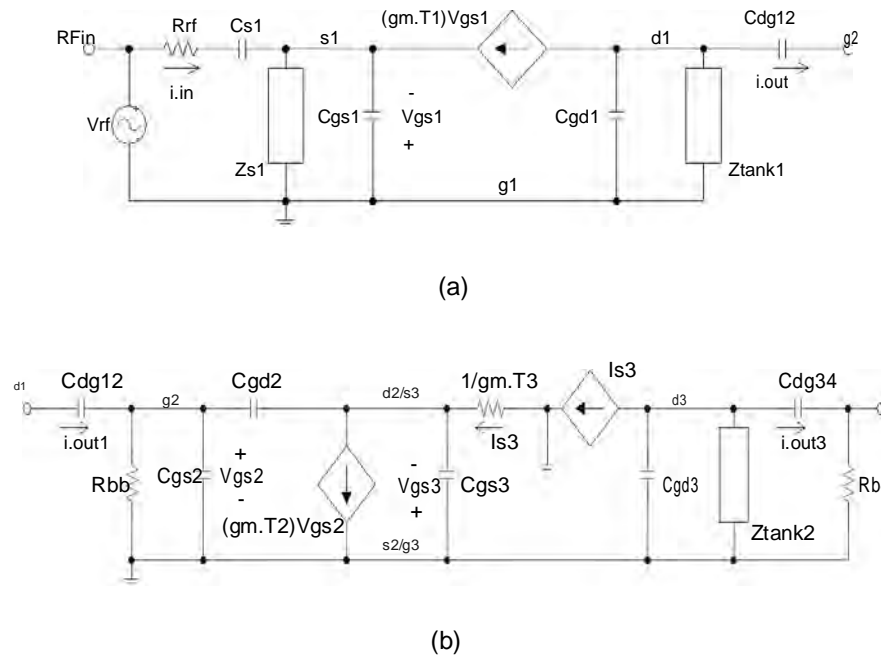 RFin Rrf Cs1 s1 (gm.T1)Vgs1 d1 Cdg12 g2
i.in i.out
Vrf Zs1 Cgs1 - Vgs1 + Cgd1 Ztank1
g1
(a)
d1 Cdg12 g2 Cgd2 d2/s3 1/gm.T3 Is3 d3 Cdg34
i.out1 Is3 i.out3
Rbb Cgs2 + Vgs2 - (gm.T2)Vgs2 - Vgs3 + Cgs3 Cgd3 Ztank2 Rb
s2/g3
(b)